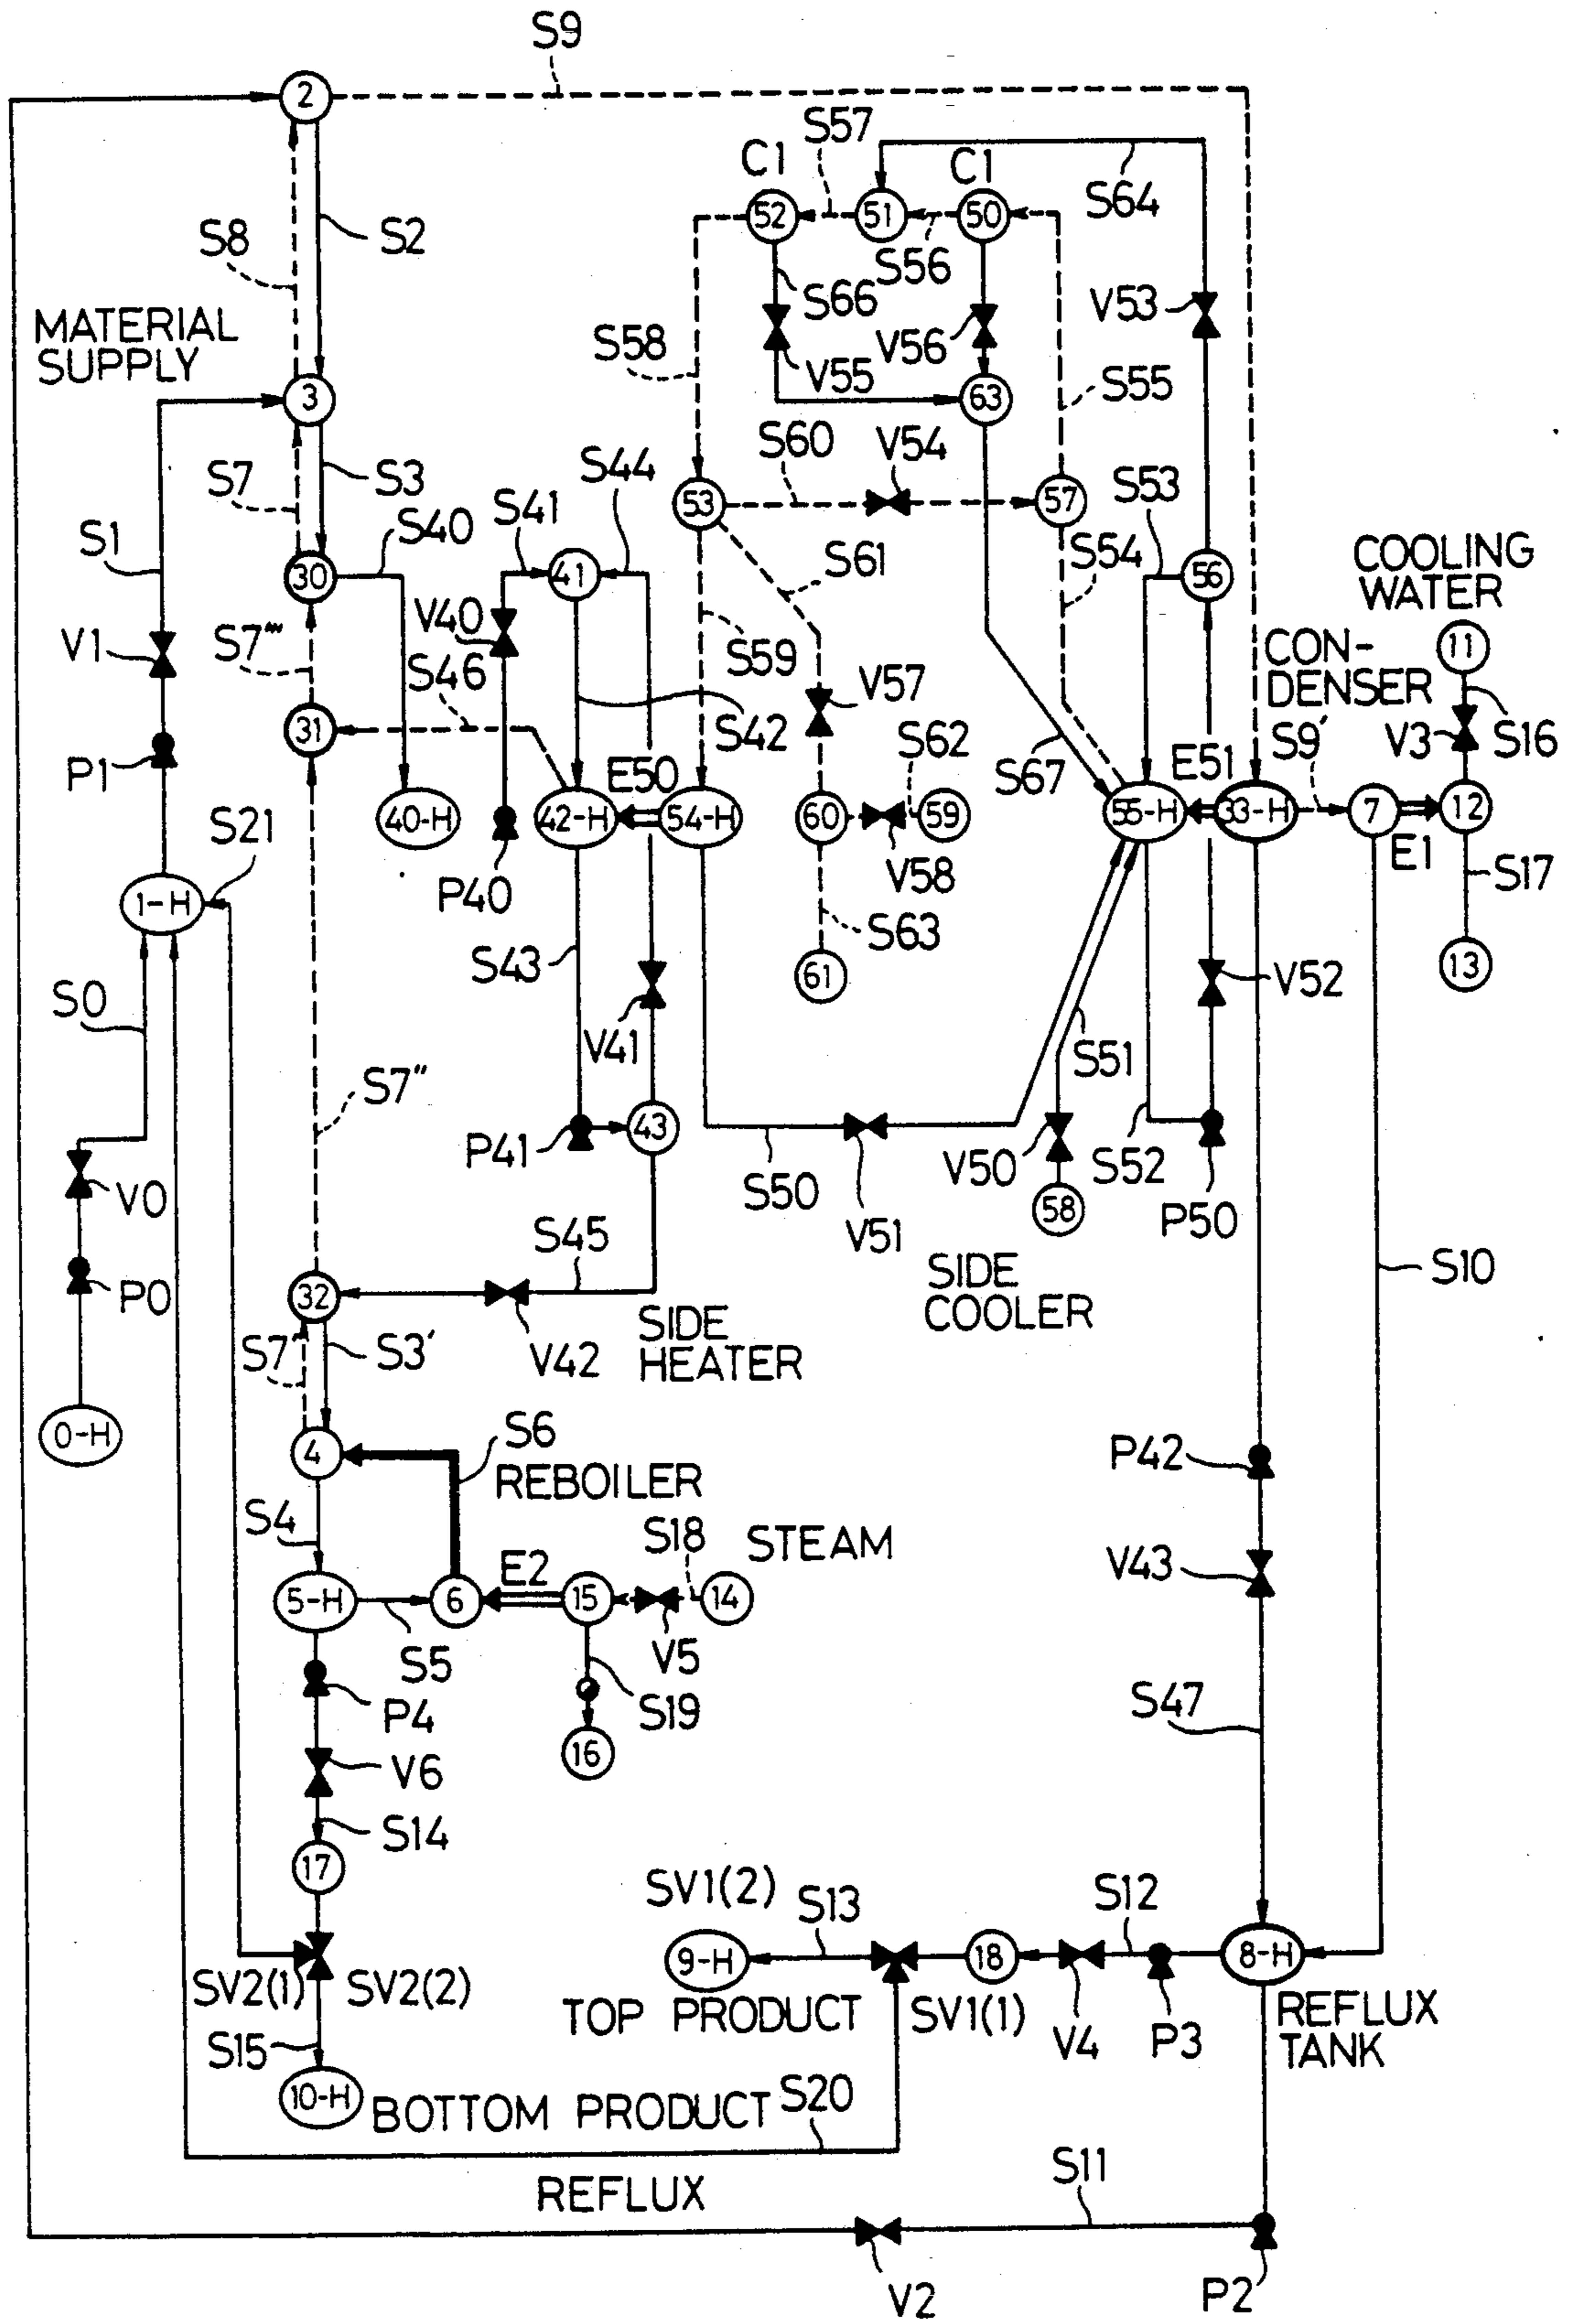 S9
2
S57
C1
C1
S64
52
51
50
S8
S2
S56
S66
V53
MATERIAL
SUPPLY
S58
V56
V55
S55
3
63
S60
V54
S7
S3
S44
S53
S41
53
57
S1
S40
S61
S54
COOLING
WATER
30
41
56
V40
V1
S7‴
S59
CON-
DENSER
11
S46
V57
S42
S62
S67
S9′
V3
S16
31
P1
E50
E51
40-H
42-H
54-H
60
59
55-H
33-H
7
12
S21
P40
V58
E1
S17
1-H
S43
S63
61
13
S0
V52
V41
S51
S7″
P41
43
V0
S50
V50
S52
58
P50
V51
S45
P0
32
SIDE
COOLER
S10
SIDE
HEATER
S7′
S3′
V42
0-H
4
S6
REBOILER
P42
S4
S18
STEAM
E2
V43
5-H
6
15
14
S5
V5
P4
S19
S47
16
V6
S14
17
SV1(2)
S13
S12
9-H
18
8-H
SV2(1)
SV2(2)
TOP PRODUCT
SV1(1)
V4
P3
REFLUX
TANK
S15
10-H
BOTTOM PRODUCT
S20
REFLUX
S11
V2
P2